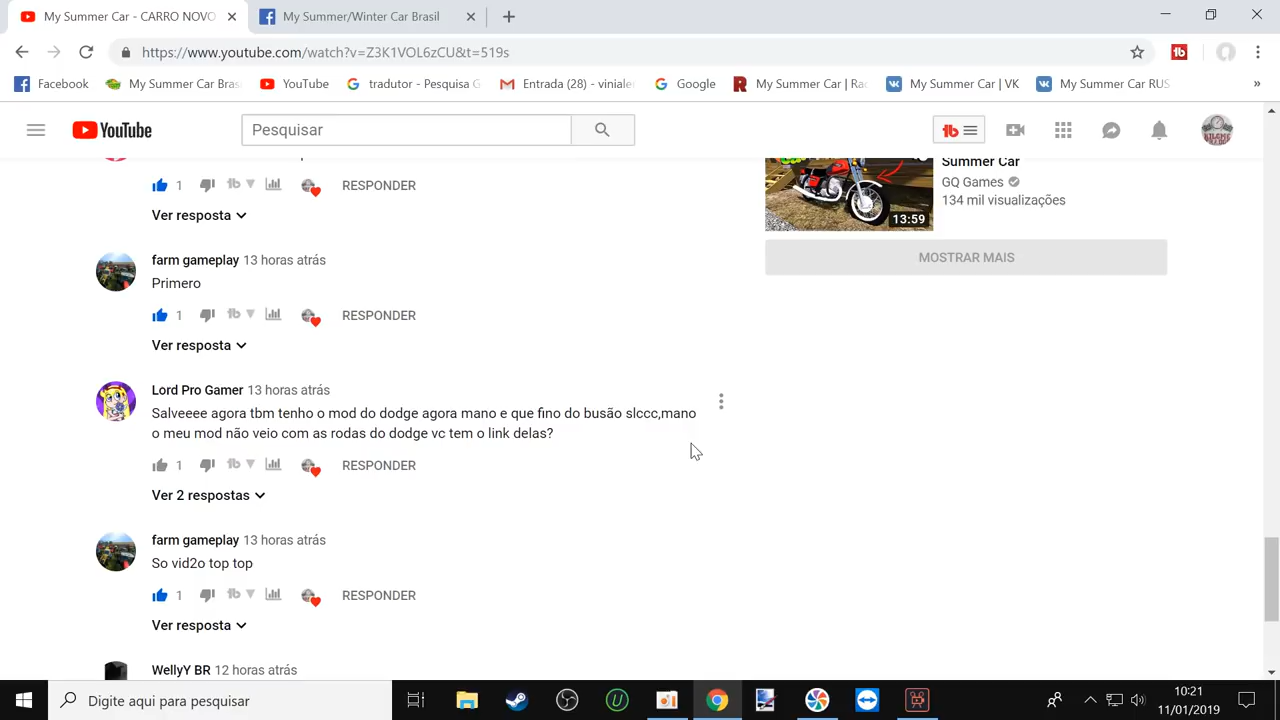 My Summer Car - CARRO NOVO
My Summer/Winter Car Brasil
https://www.youtube.com/watch?v=Z3K1VOL6zCU&t=519s
Facebook
My Summer Car Bras
YouTube
tradutor - Pesquisa G
Entrada (28) - viniale
Google
My Summer Car | Ra
My Summer Car | VK
My Summer Car RUS
YouTube
Pesquisar
Summer Car
GQ Games
134 mil visualizações
13:59
MOSTRAR MAIS
1 RESPONDER
Ver resposta
farm gameplay 13 horas atrás
Primero
1 RESPONDER
Ver resposta
Lord Pro Gamer 13 horas atrás
Salveeee agora tbm tenho o mod do dodge agora mano e que fino do busão slccc,mano
o meu mod não veio com as rodas do dodge vc tem o link delas?
1 RESPONDER
Ver 2 respostas
farm gameplay 13 horas atrás
So vid2o top top
1 RESPONDER
Ver resposta
WellyY BR 12 horas atrás
Digite aqui para pesquisar
10:21
11/01/2019